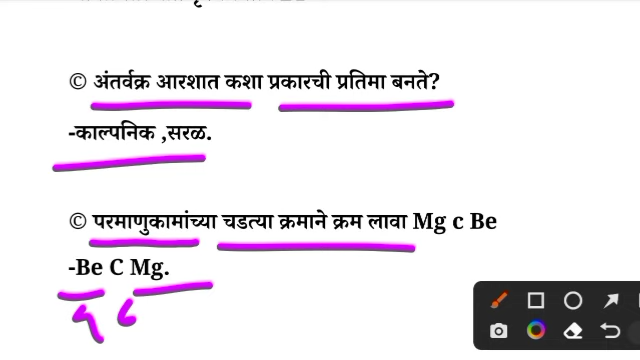 © अंतर्वक्र आरशात कशा प्रकारची प्रतिमा बनते?
-काल्पनिक ,सरळ.
© परमाणुकामांच्या चडत्या क्रमाने क्रम लावा Mg c Be
-Be C Mg.